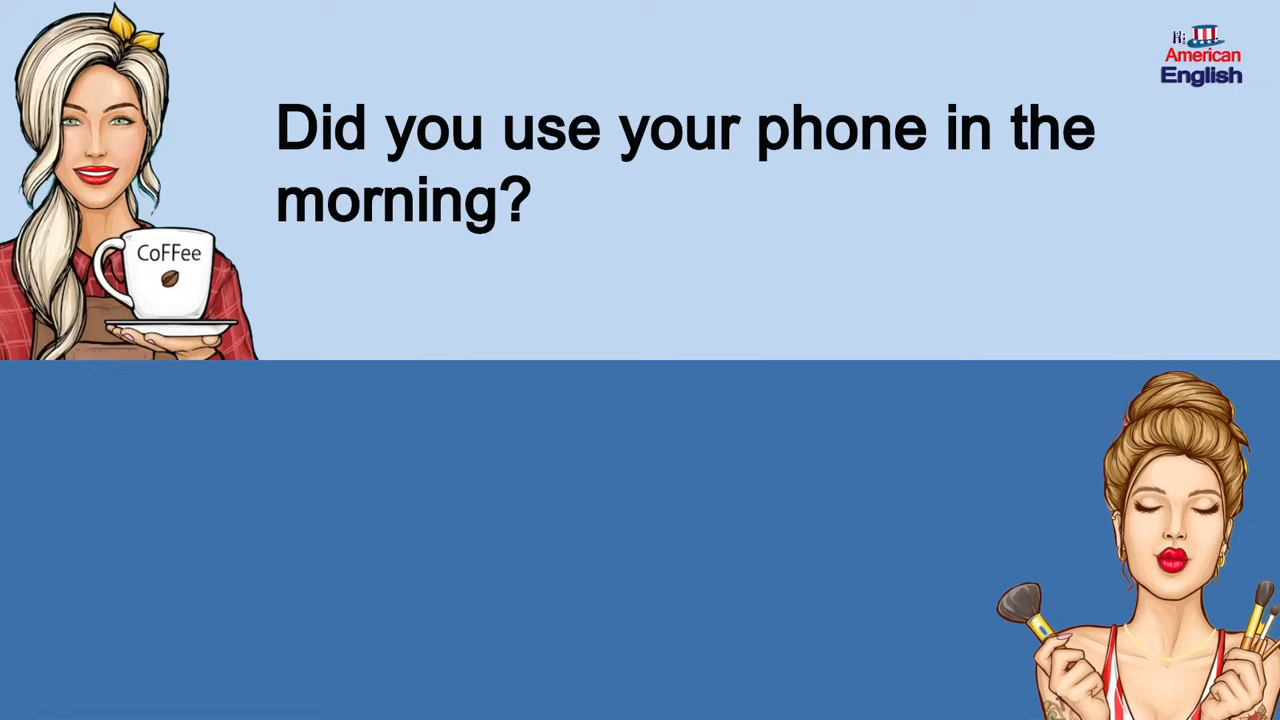 Hi
American
English
Did you use your phone in the
morning?
CoFFee